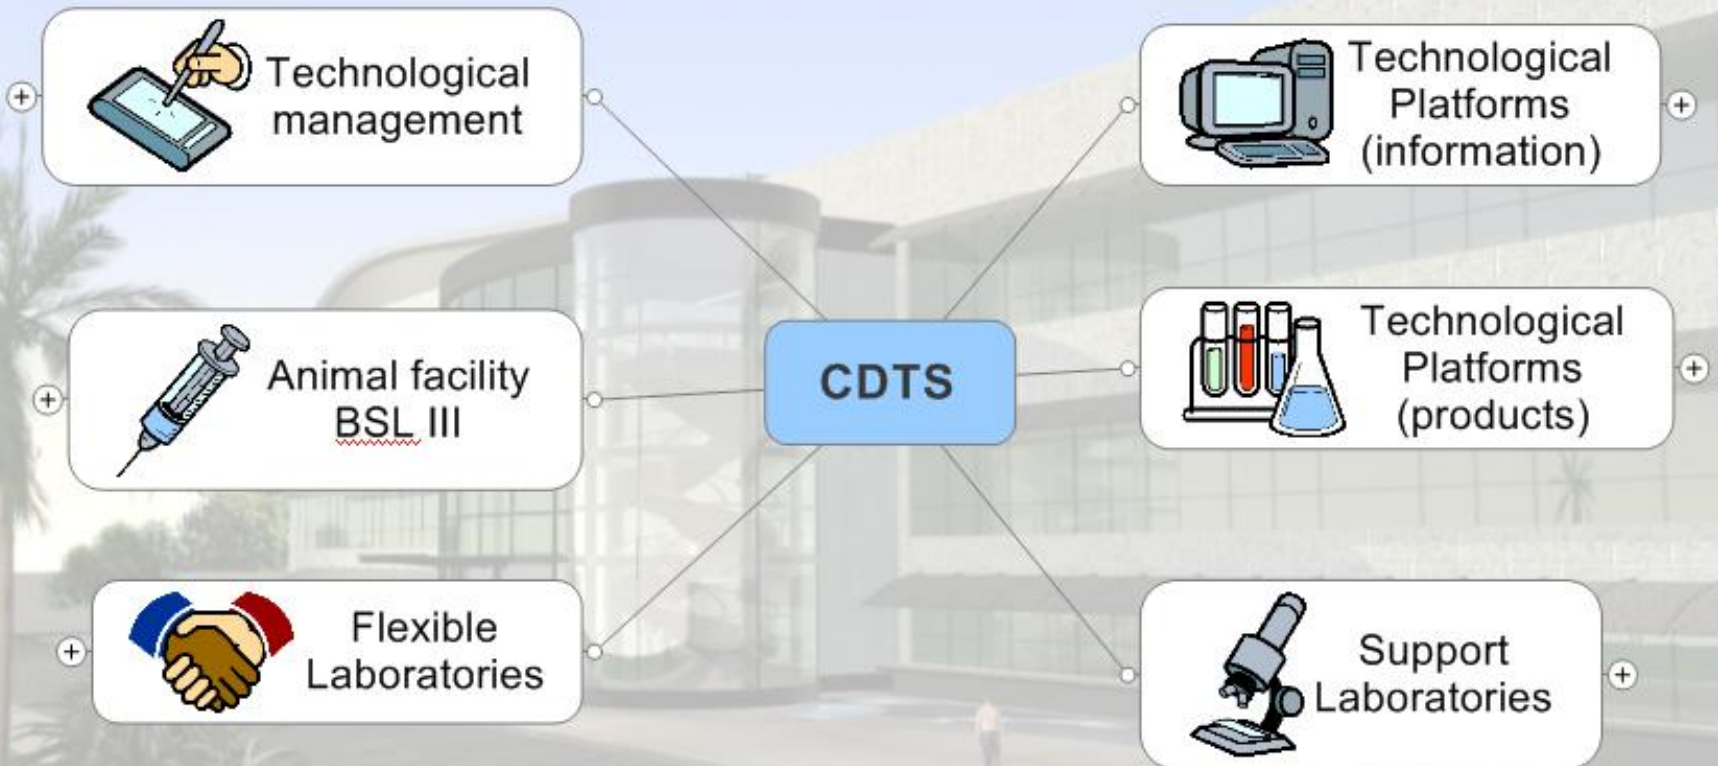 Technological
management
Animal facility
BSL III
Flexible
Laboratories
CDTS
Technological
Platforms
(information)
Technological
Platforms
(products)
Support
Laboratories